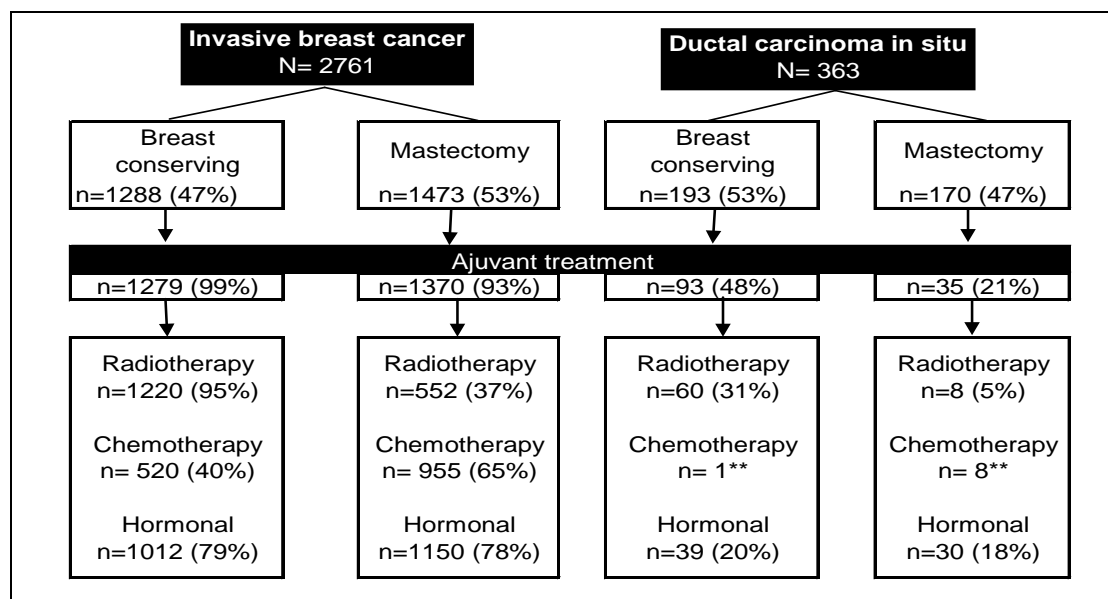 Invasive breast cancer
N= 2761
Ductal carcinoma in situ
N= 363
Breast
conserving
n=1288 (47%)
Mastectomy
n=1473 (53%)
Breast
conserving
n=193 (53%)
Mastectomy
n=170 (47%)
Ajuvant treatment
n=1279 (99%)
n=1370 (93%)
n=93 (48%)
n=35 (21%)
Radiotherapy
n=1220 (95%)
Chemotherapy
n= 520 (40%)
Hormonal
n=1012 (79%)
Radiotherapy
n=552 (37%)
Chemotherapy
n= 955 (65%)
Hormonal
n=1150 (78%)
Radiotherapy
n=60 (31%)
Chemotherapy
n= 1**
Hormonal
n=39 (20%)
Radiotherapy
n=8 (5%)
Chemotherapy
n= 8**
Hormonal
n=30 (18%)